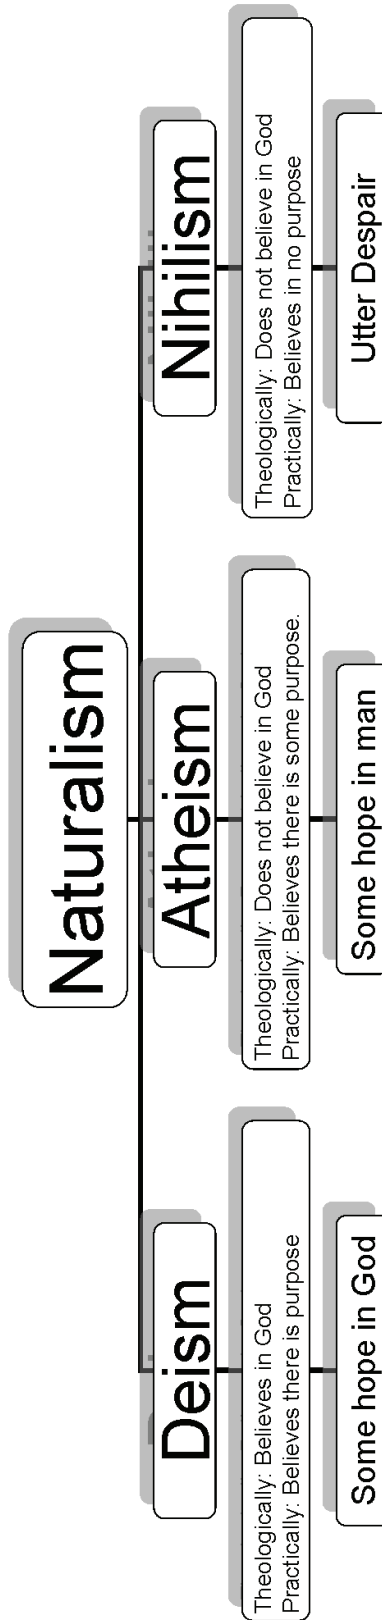 Naturalism
Deism
Atheism
Nihilism
Theologically: Believes in God
Practically: Believes there is purpose
Theologically: Does not believe in God
Practically: Believes there is some purpose.
Theologically: Does not believe in God
Practically: Believes in no purpose
Some hope in God
Some hope in man
Utter Despair